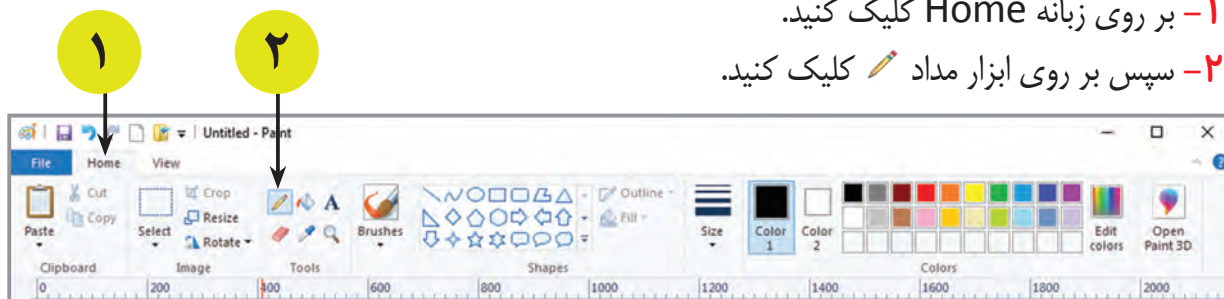 ۱- بر روی زبانه Home کلیک کنید.
۲- سپس بر روی ابزار مداد کلیک کنید.
۱ ۲
Untitled - Paint
File Home View
Cut Crop Outline
Copy Resize A Fill
Paste Select Rotate Brushes Size Color 1 Color 2 Edit colors Open Paint 3D
Clipboard Image Tools Shapes Colors
0 200 400 600 800 1000 1200 1400 1600 1800 2000